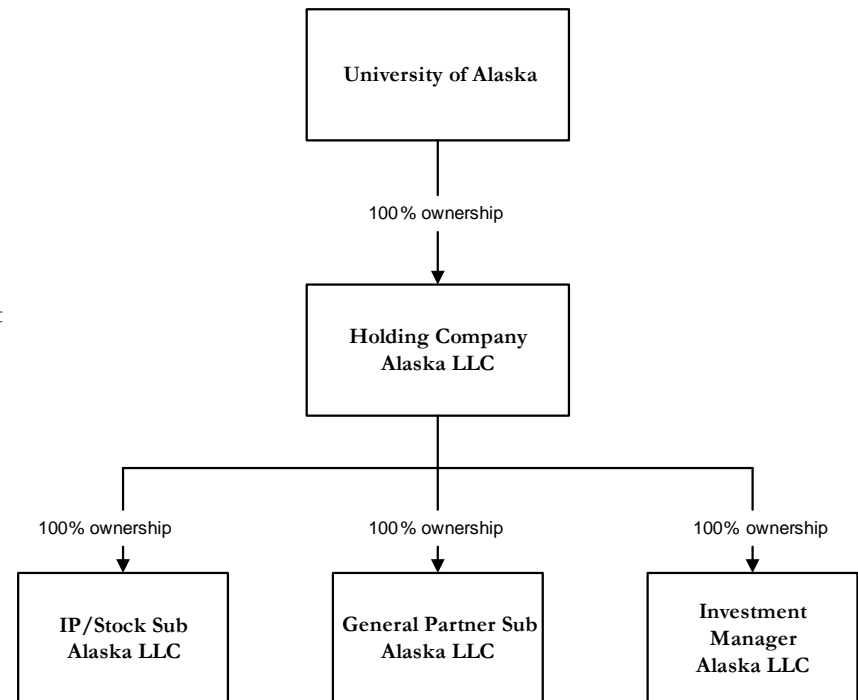 University of Alaska
100% ownership
Holding Company
Alaska LLC
100% ownership
100% ownership
100% ownership
IP/Stock Sub
Alaska LLC
General Partner Sub
Alaska LLC
Investment
Manager
Alaska LLC